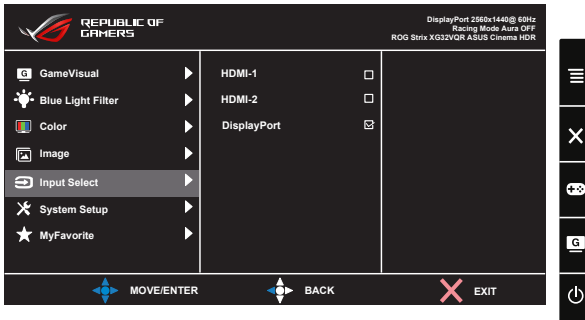 REPUBLIC OF
GAMERS
DisplayPort 2560x1440@ 60Hz
Racing Mode Aura OFF
ROG Strix XG32VQR ASUS Cinema HDR
G GameVisual
Blue Light Filter
Color
Image
Input Select
System Setup
MyFavorite
HDMI-1
HDMI-2
DisplayPort
MOVE/ENTER
BACK
EXIT
G